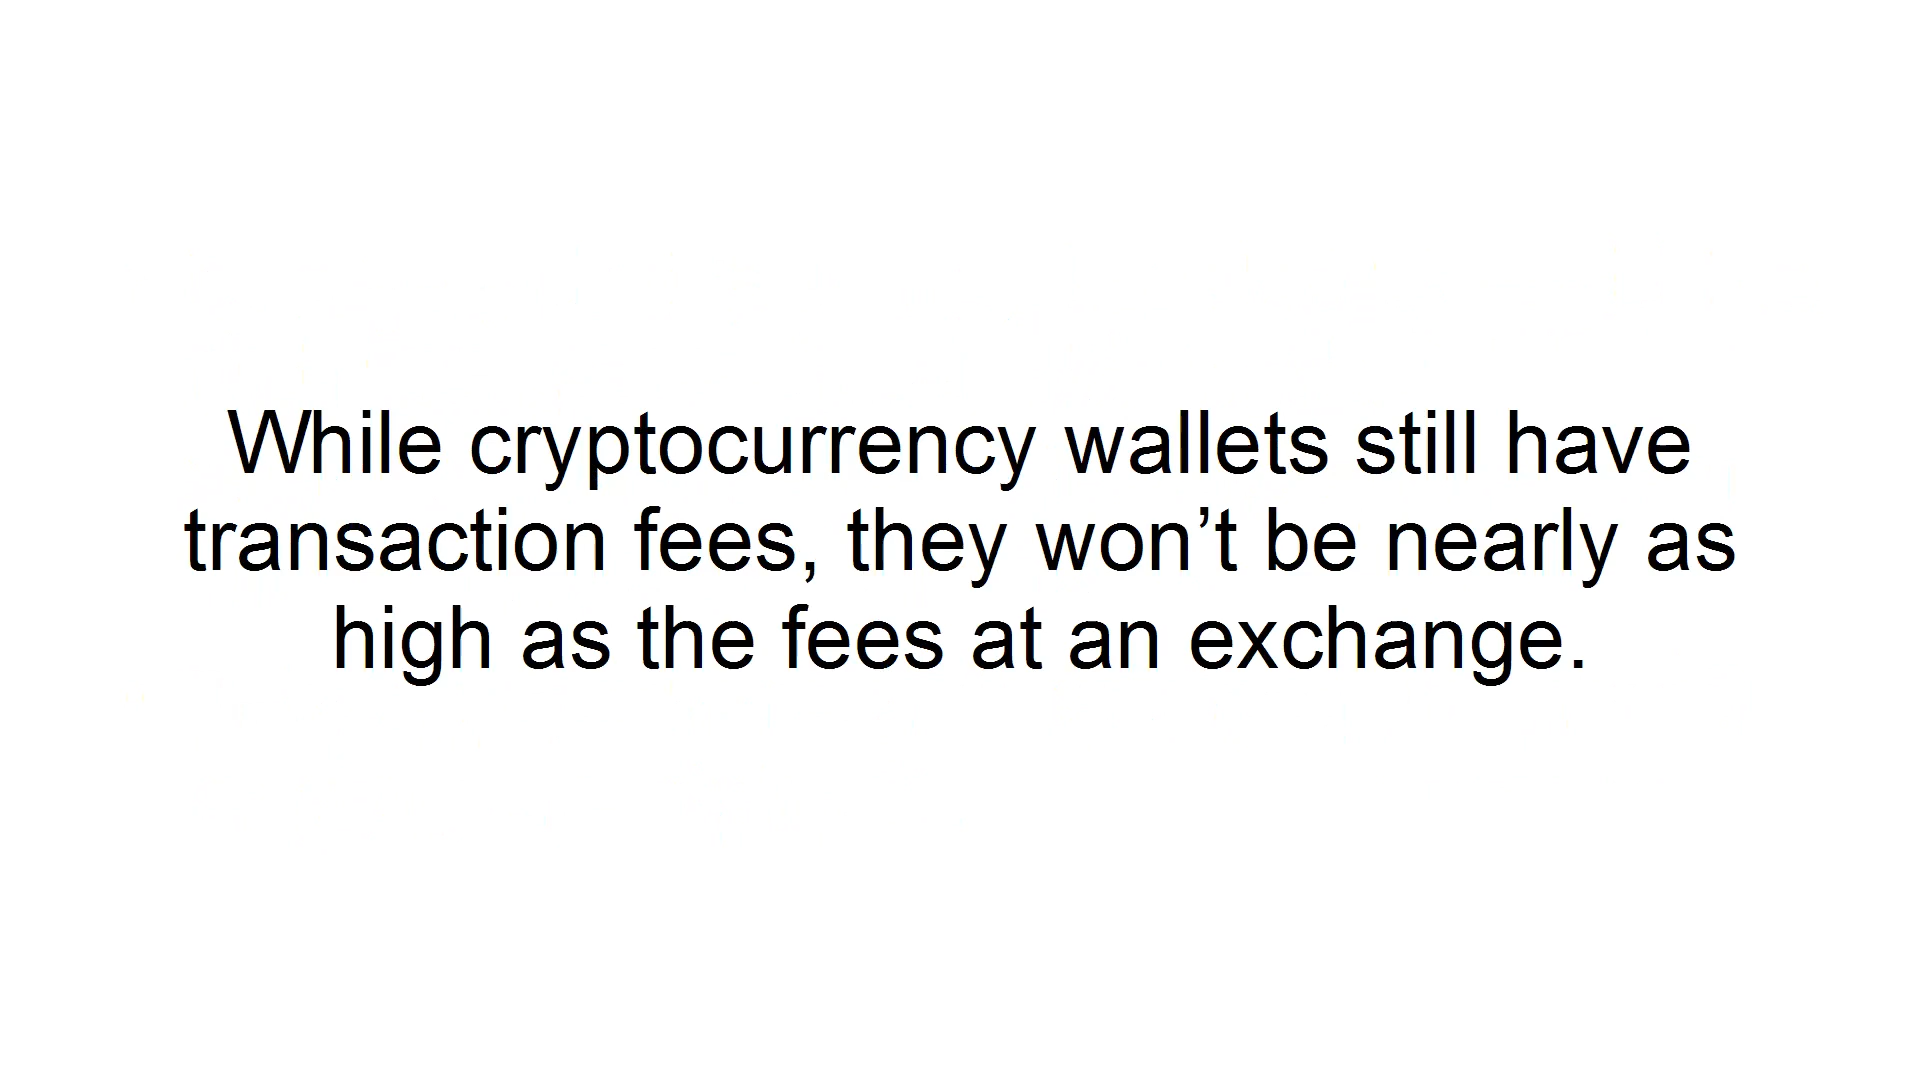 While cryptocurrency wallets still have
transaction fees, they won’t be nearly as
high as the fees at an exchange.